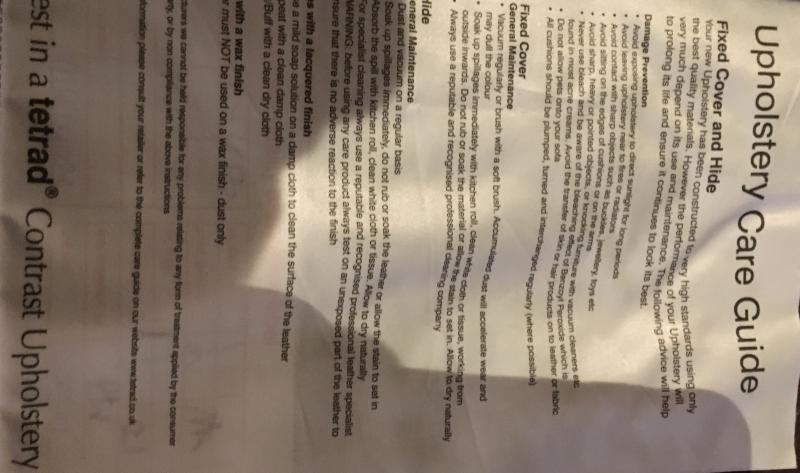 Upholstery Care Guide
Fixed Cover and Hide
Your new Upholstery has been constructed to very high standards using only
the best quality materials. However the performance of your Upholstery will
very much depend on its use and maintenance. The following advice will help
to prolong its life and ensure it continues to look its best.
Damage Prevention
• Avoid exposing upholstery to direct sunlight for long periods
• Avoid leaving upholstery near to fires or radiators
• Avoid contact with sharp objects such as buckles, jewellery, toys etc
• Avoid sitting on the edges of cushions or on the arms
• Avoid sharp, heavy or pointed objects, or knocking furniture with vacuum cleaners etc
• Never use bleach and be aware of the bleaching effect of Benzoyl Peroxide which is
found in most acne creams. Avoid the transfer of skin or hair products on to leather or fabric
• Do not allow pets onto your sofa
• All cushions should be plumped, turned and interchanged regularly (where possible)
Fixed Cover
General Maintenance
• Vacuum regularly or brush with a soft brush. Accumulated dust will accelerate wear and
may dull the colour
• Soak up spillages immediately with kitchen roll, clean white cloth or tissue, working from
outside inwards. Do not rub or soak the material or allow the stain to set in. Allow to dry naturally
• Always use a reputable and recognised professional cleaning company
Hide
eneral Maintenance
Dust and vacuum on a regular basis
Soak up spillages immediately, do not rub or soak the leather or allow the stain to set in
Absorb the spill with kitchen roll, clean white cloth or tissue. Allow to dry naturally
For specialist cleaning always use a reputable and recognised professional leather specialist
WARNING: before using any care product always test on an unexposed part of the leather to
nsure that there is no adverse reaction to the finish
s with a lacquered finish
e a mild soap solution on a damp cloth to clean the surface of the leather
peat with a clean damp cloth
/Buff with a clean dry cloth
with a wax finish
r must NOT be used on a wax finish - dust only
cturers we cannot be held responsible for any problems relating to any form of treatment applied by the consumer
any, or by non compliance with the above instructions
nformation please consult your retailer or refer to the complete care guide on our website www.tetrad.co.uk
est in a tetrad® Contrast Upholstery